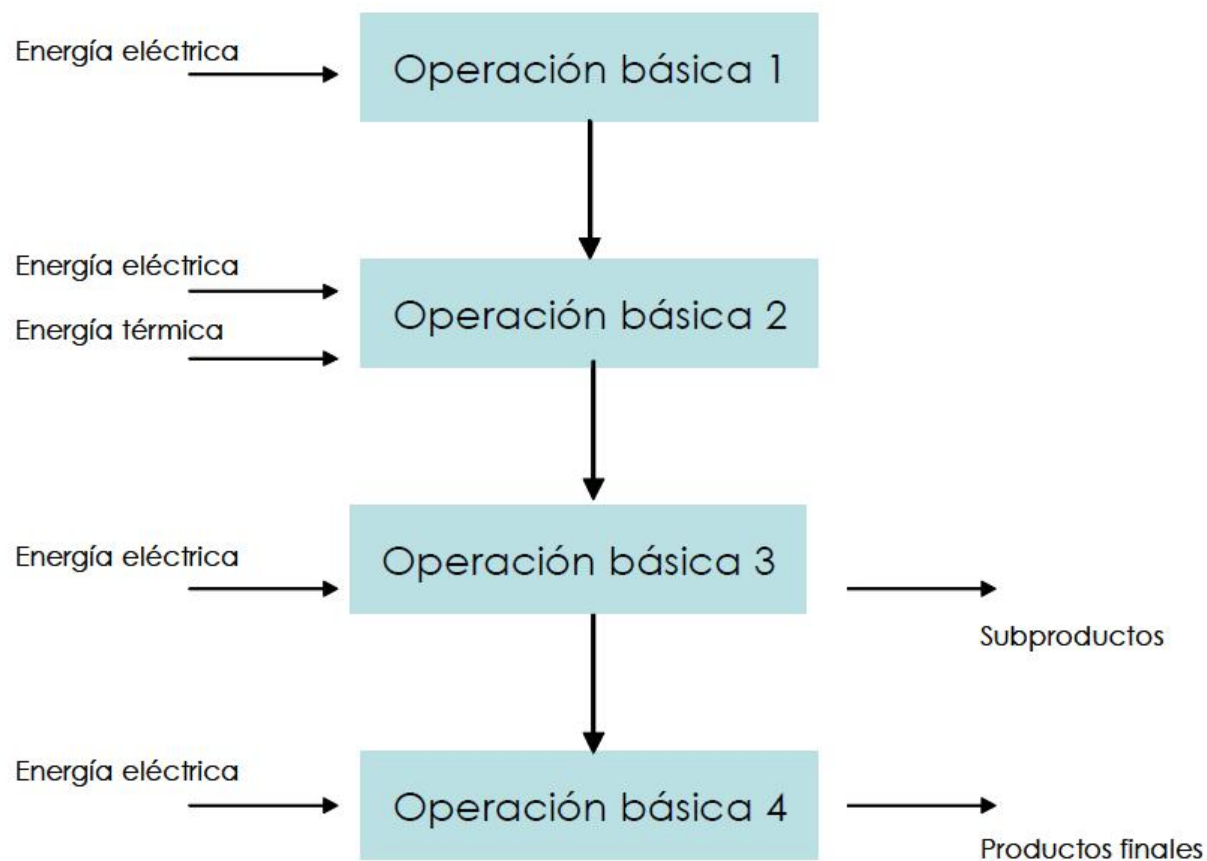 Energía eléctrica
Operación básica 1
Energía eléctrica
Energía térmica
Operación básica 2
Energía eléctrica
Operación básica 3
Subproductos
Energía eléctrica
Operación básica 4
Productos finales